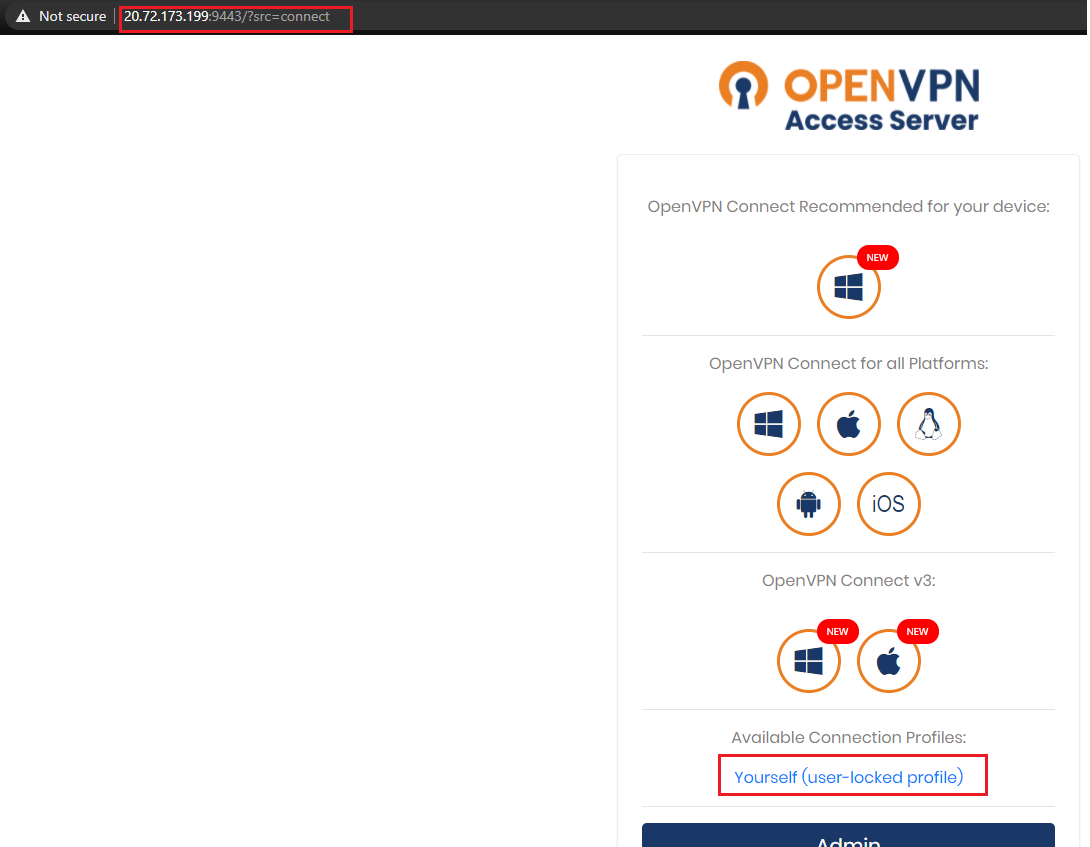 Not secure | 20.72.173.199:9443/?src=connect
OPENVPN
Access Server
OpenVPN Connect Recommended for your device:
NEW
OpenVPN Connect for all Platforms:
iOS
OpenVPN Connect v3:
NEW NEW
Available Connection Profiles:
Yourself (user-locked profile)
Admin